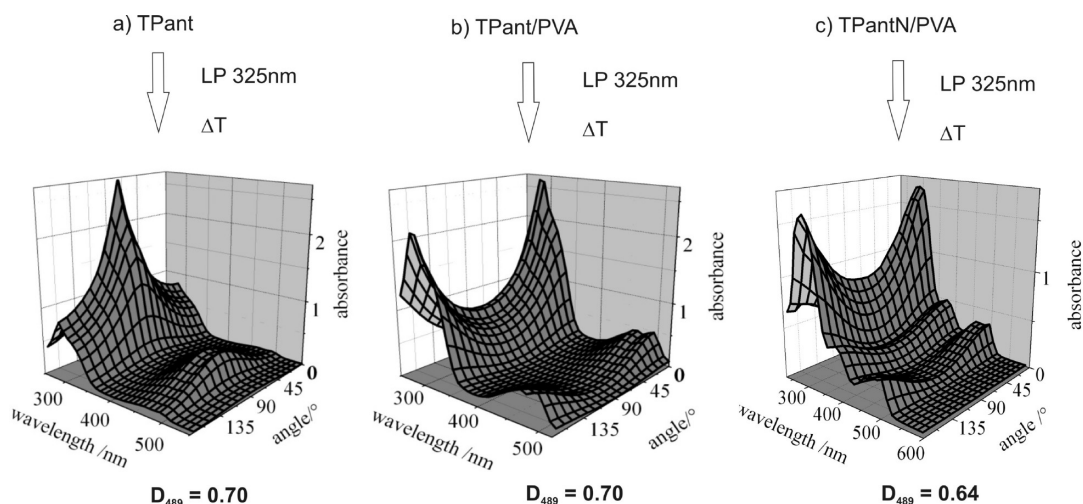 a) TPant
LP 325nm
ΔT
2
1
0
absorbance
300
400
500
wavelength /nm
45
90
135
angle/°
D489 = 0.70
b) TPant/PVA
LP 325nm
ΔT
2
1
0
absorbance
300
400
500
wavelength /nm
45
90
135
angle/°
D489 = 0.70
c) TPantN/PVA
LP 325nm
ΔT
1
0
absorbance
300
400
500
600
wavelength /nm
45
90
135
angle /°
D489 = 0.64